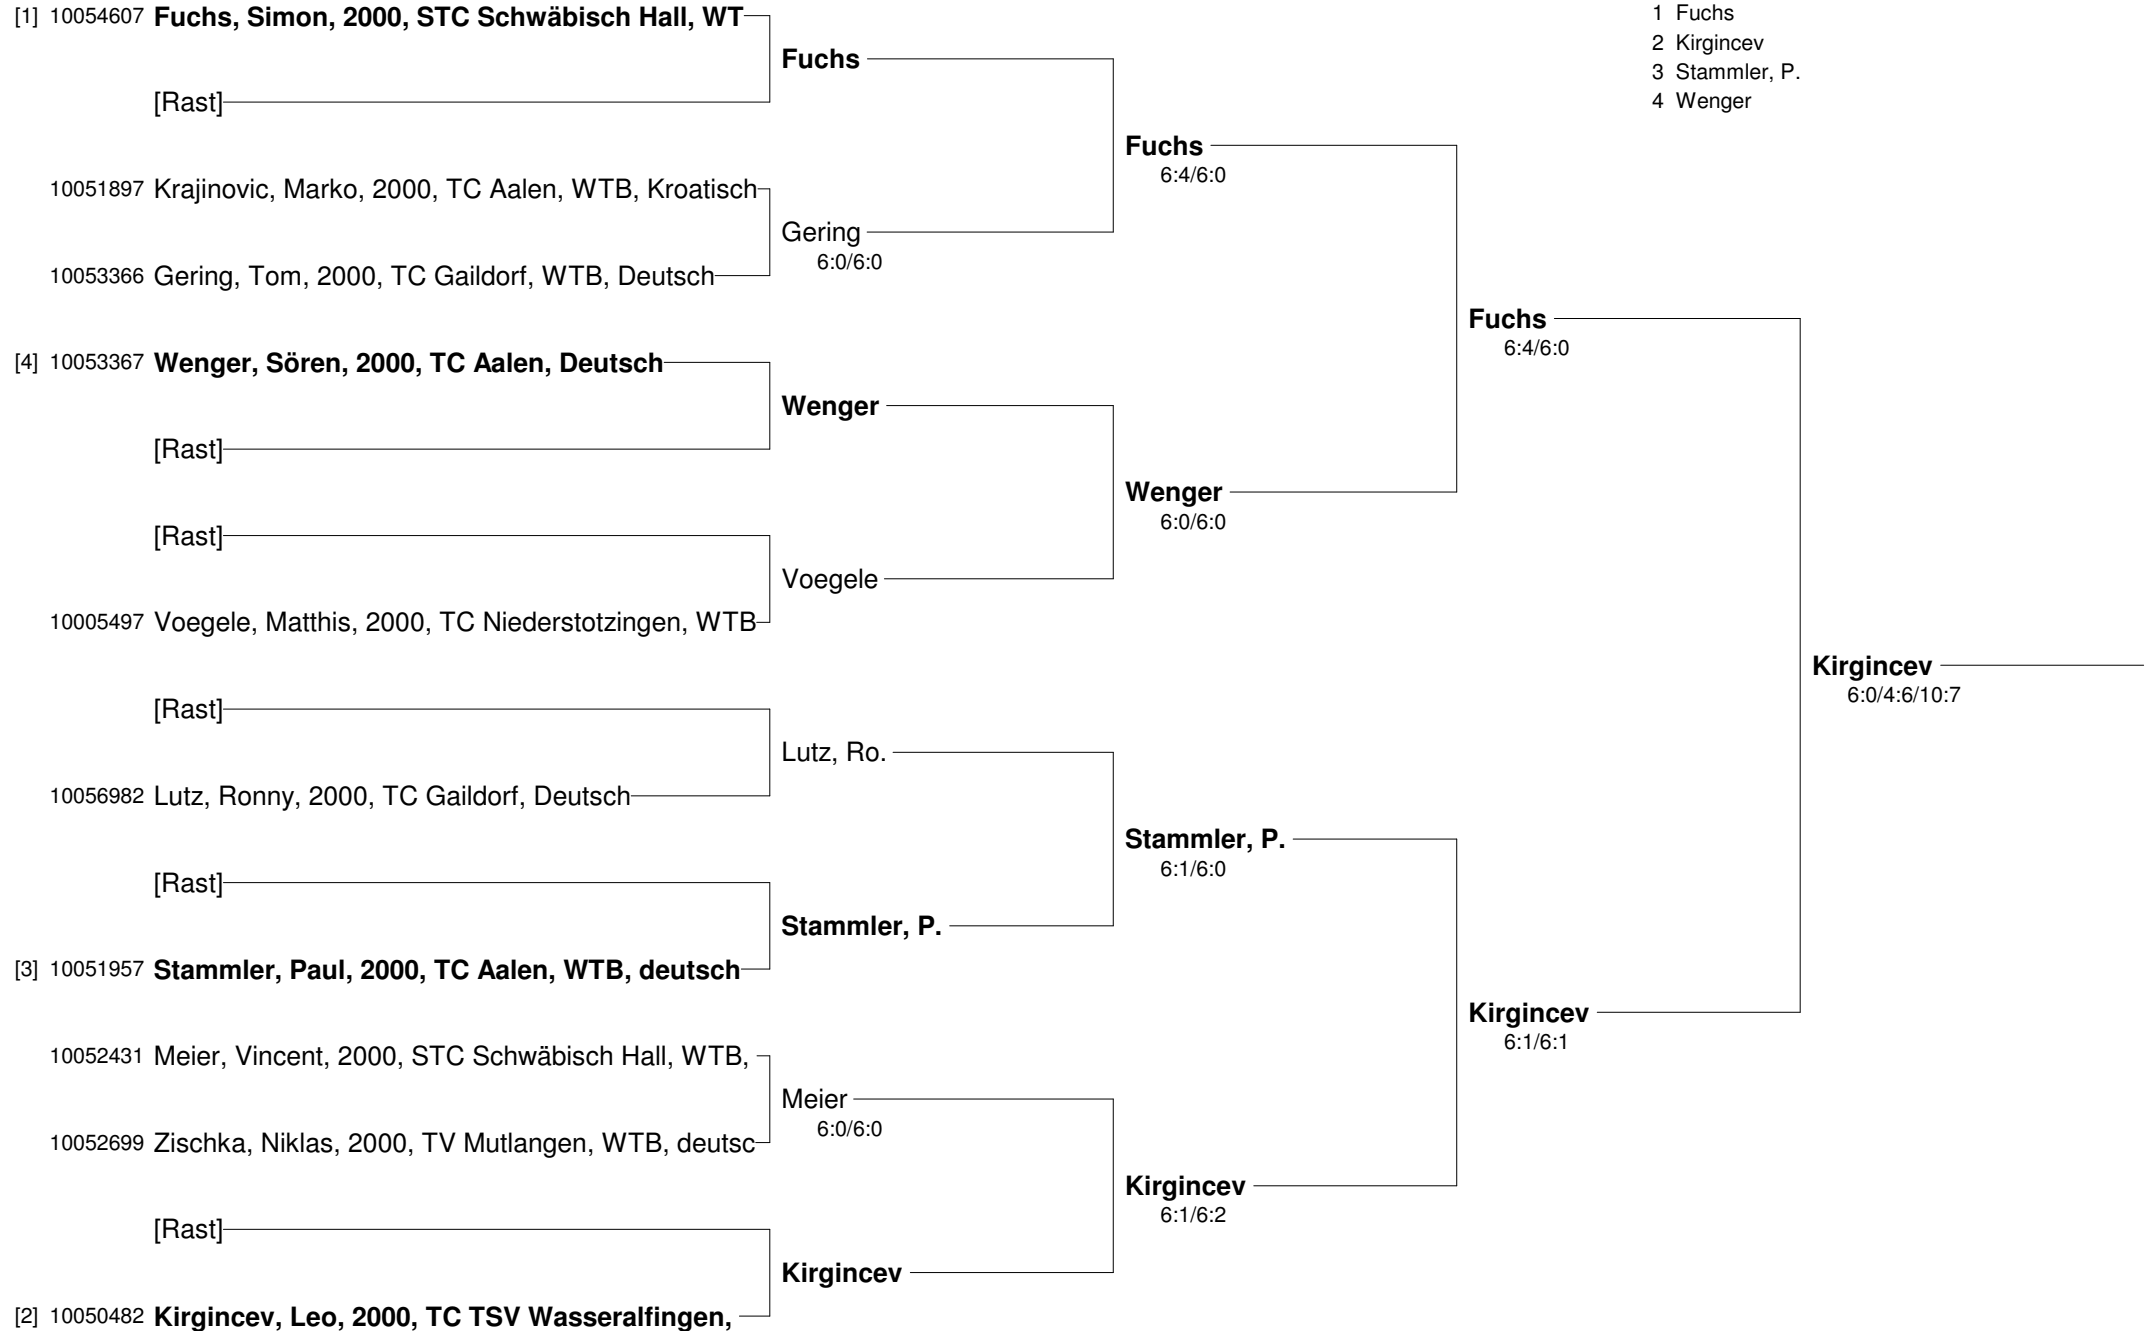 [1] 10054607 Fuchs, Simon, 2000, STC Schwäbisch Hall, WT
[Rast]
10051897 Krajinovic, Marko, 2000, TC Aalen, WTB, Kroatisch
10053366 Gering, Tom, 2000, TC Gaildorf, WTB, Deutsch
[4] 10053367 Wenger, Sören, 2000, TC Aalen, Deutsch
[Rast]
[Rast]
10005497 Voegele, Matthis, 2000, TC Niederstotzingen, WTB
[Rast]
10056982 Lutz, Ronny, 2000, TC Gaildorf, Deutsch
[Rast]
[3] 10051957 Stammler, Paul, 2000, TC Aalen, WTB, deutsch
10052431 Meier, Vincent, 2000, STC Schwäbisch Hall, WTB,
10052699 Zischka, Niklas, 2000, TV Mutlangen, WTB, deutsc
[Rast]
[2] 10050482 Kirgincev, Leo, 2000, TC TSV Wasseralfingen,
Fuchs
Gering
6:0/6:0
Wenger
Voegele
Lutz, Ro.
Stammler, P.
Meier
6:0/6:0
Kirgincev
Fuchs
6:4/6:0
Wenger
6:0/6:0
Stammler, P.
6:1/6:0
Kirgincev
6:1/6:2
Fuchs
6:4/6:0
Kirgincev
6:1/6:1
Kirgincev
6:0/4:6/10:7
1 Fuchs
2 Kirgincev
3 Stammler, P.
4 Wenger